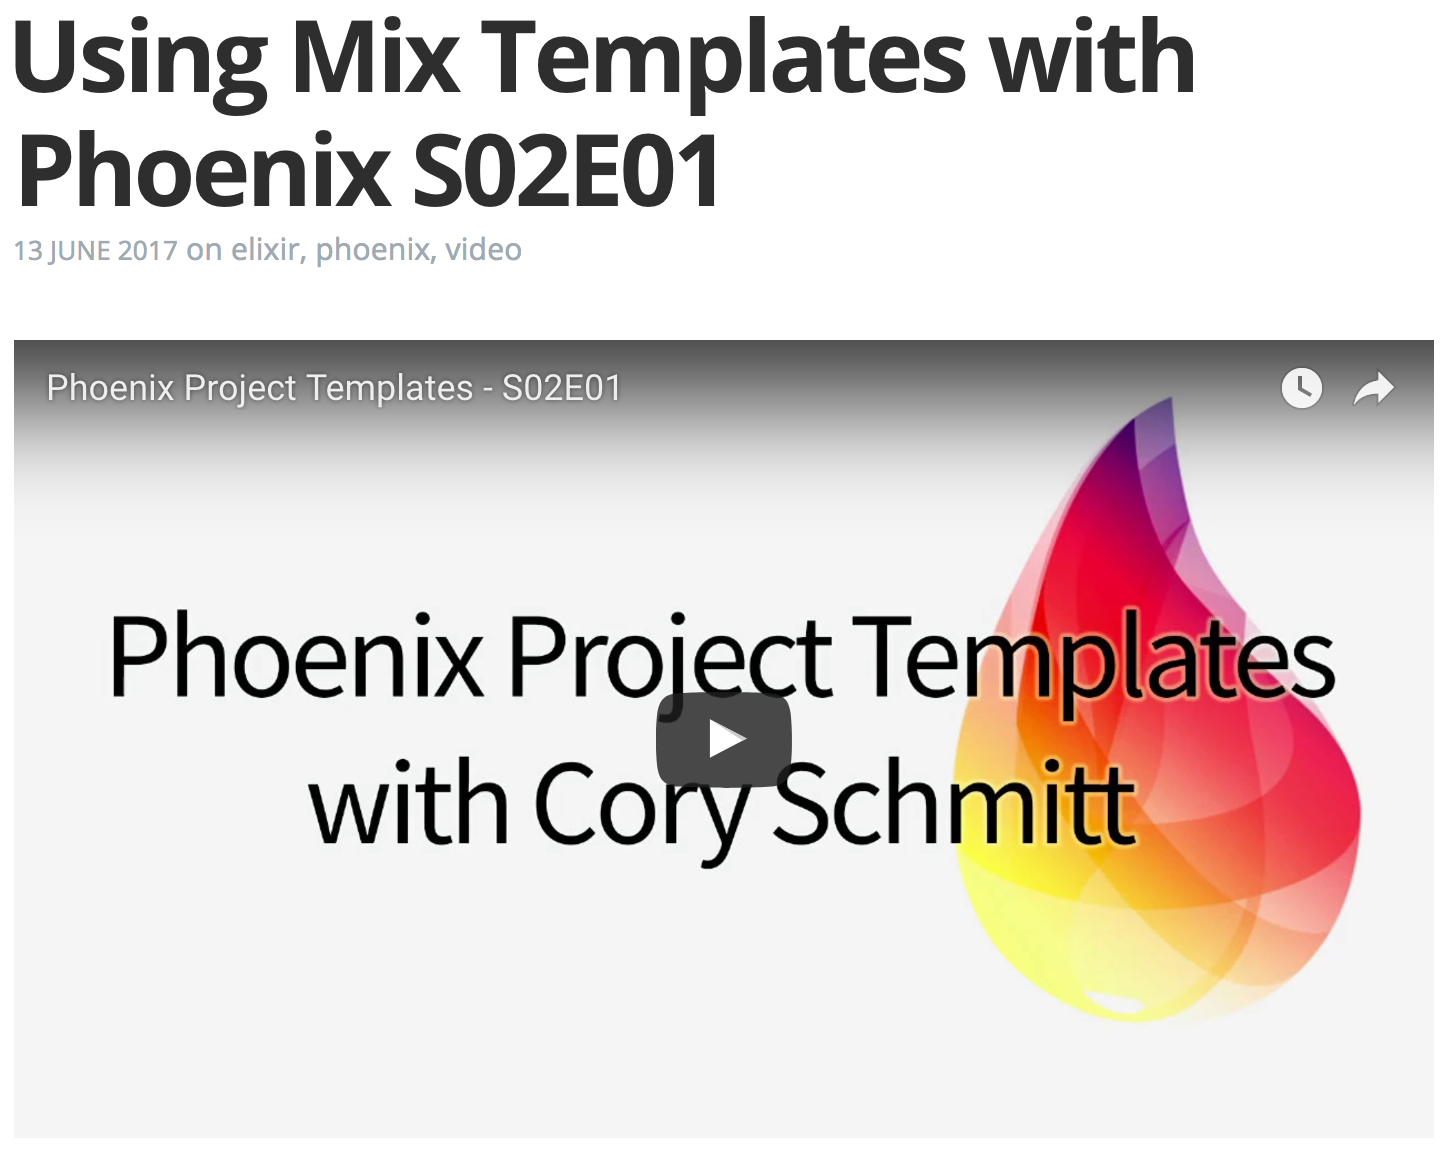 Using Mix Templates with
Phoenix S02E01
13 JUNE 2017 on elixir, phoenix, video
Phoenix Project Templates - S02E01
Phoenix Project Templates
with Cory Schmitt